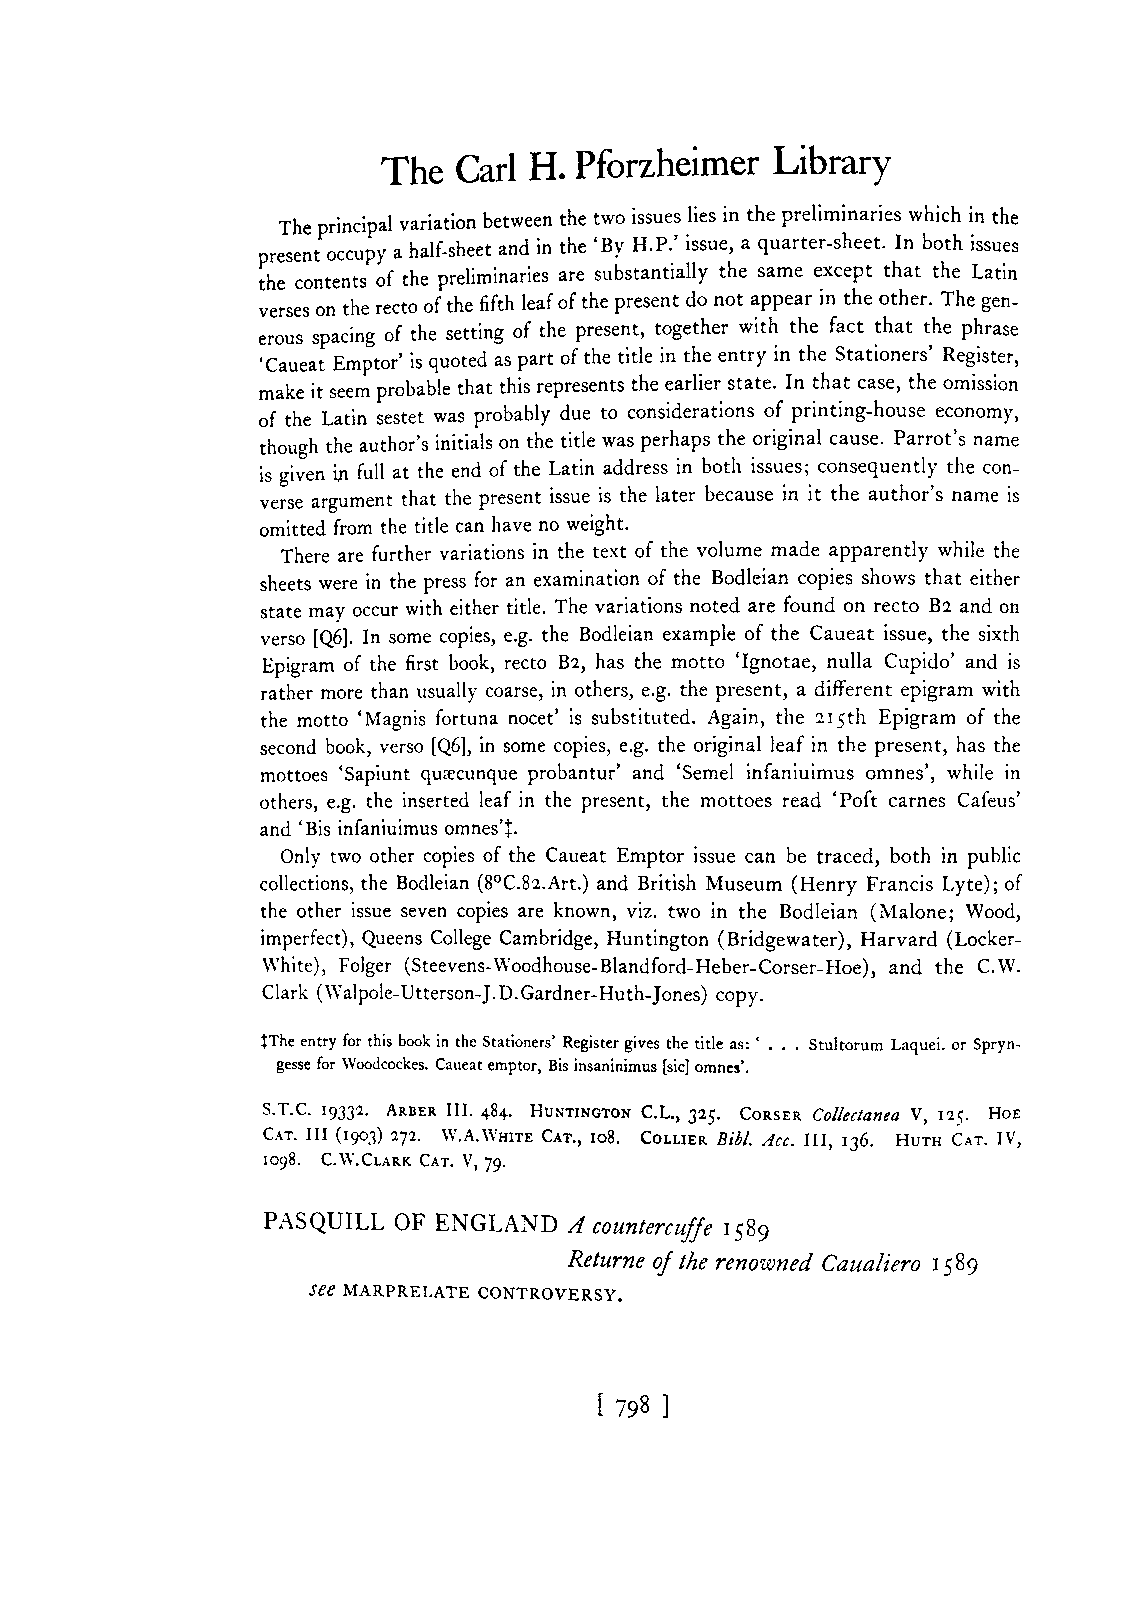 The Carl H. Pforzheimer Library
The principal variation between the two issues lies in the preliminaries which in the
present occupy a half-sheet and in the ‘By H.P.’ issue, a quarter-sheet. In both issues
the contents of the preliminaries are substantially the same except that the Latin
verses on the recto of the fifth leaf of the present do not appear in the other. The gen-
erous spacing of the setting of the present, together with the fact that the phrase
‘Caueat Emptor’ is quoted as part of the title in the entry in the Stationers’ Register,
make it seem probable that this represents the earlier state. In that case, the omission
of the Latin sestet was probably due to considerations of printing-house economy,
though the author’s initials on the title was perhaps the original cause. Parrot’s name
is given in full at the end of the Latin address in both issues; consequently the con-
verse argument that the present issue is the later because in it the author’s name is
omitted from the title can have no weight.
There are further variations in the text of the volume made apparently while the
sheets were in the press for an examination of the Bodleian copies shows that either
state may occur with either title. The variations noted are found on recto B2 and on
verso [Q6]. In some copies, e.g. the Bodleian example of the Caueat issue, the sixth
Epigram of the first book, recto B2, has the motto ‘Ignotae, nulla Cupido’ and is
rather more than usually coarse, in others, e.g. the present, a different epigram with
the motto ‘Magnis fortuna nocet’ is substituted. Again, the 215th Epigram of the
second book, verso [Q6], in some copies, e.g. the original leaf in the present, has the
mottoes ‘Sapiunt quæcunque probantur’ and ‘Semel infaniuimus omnes’, while in
others, e.g. the inserted leaf in the present, the mottoes read ‘Poft carnes Cafeus’
and ‘Bis infaniuimus omnes’‡.
Only two other copies of the Caueat Emptor issue can be traced, both in public
collections, the Bodleian (8ºC.82.Art.) and British Museum (Henry Francis Lyte); of
the other issue seven copies are known, viz. two in the Bodleian (Malone; Wood,
imperfect), Queens College Cambridge, Huntington (Bridgewater), Harvard (Locker-
White), Folger (Steevens-Woodhouse-Blandford-Heber-Corser-Hoe), and the C.W.
Clark (Walpole-Utterson-J.D.Gardner-Huth-Jones) copy.
‡The entry for this book in the Stationers’ Register gives the title as: ‘ . . . Stultorum Laquei. or Spryn-
gesse for Woodcockes. Caueat emptor, Bis insaninimus [sic] omnes’.
S.T.C. 19332. Arber III. 484. Huntington C.L., 325. Corser Collectanea V, 125. Hoe
Cat. III (1903) 272. W.A.White Cat., 108. Collier Bibl. Acc. III, 136. Huth Cat. IV,
1098. C.W.Clark Cat. V, 79.
PASQUILL OF ENGLAND A countercuffe 1589
Returne of the renowned Caualiero 1589
see MARPRELATE CONTROVERSY.
[ 798 ]